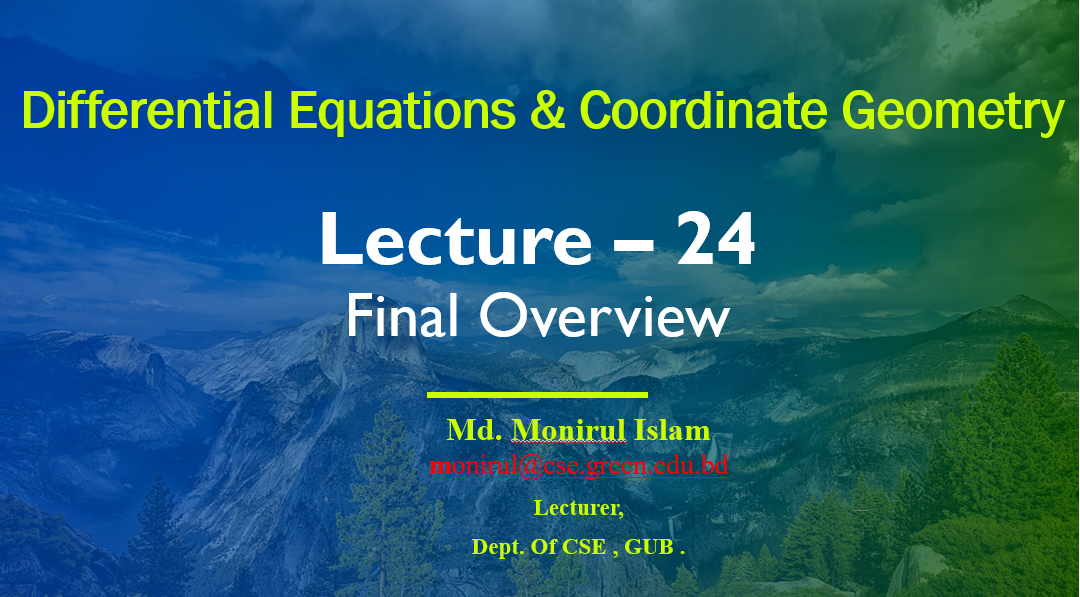 Differential Equations & Coordinate Geometry
Lecture – 24
Final Overview
Md. Monirul Islam
monirul@cse.green.edu.bd
Lecturer,
Dept. Of CSE , GUB .